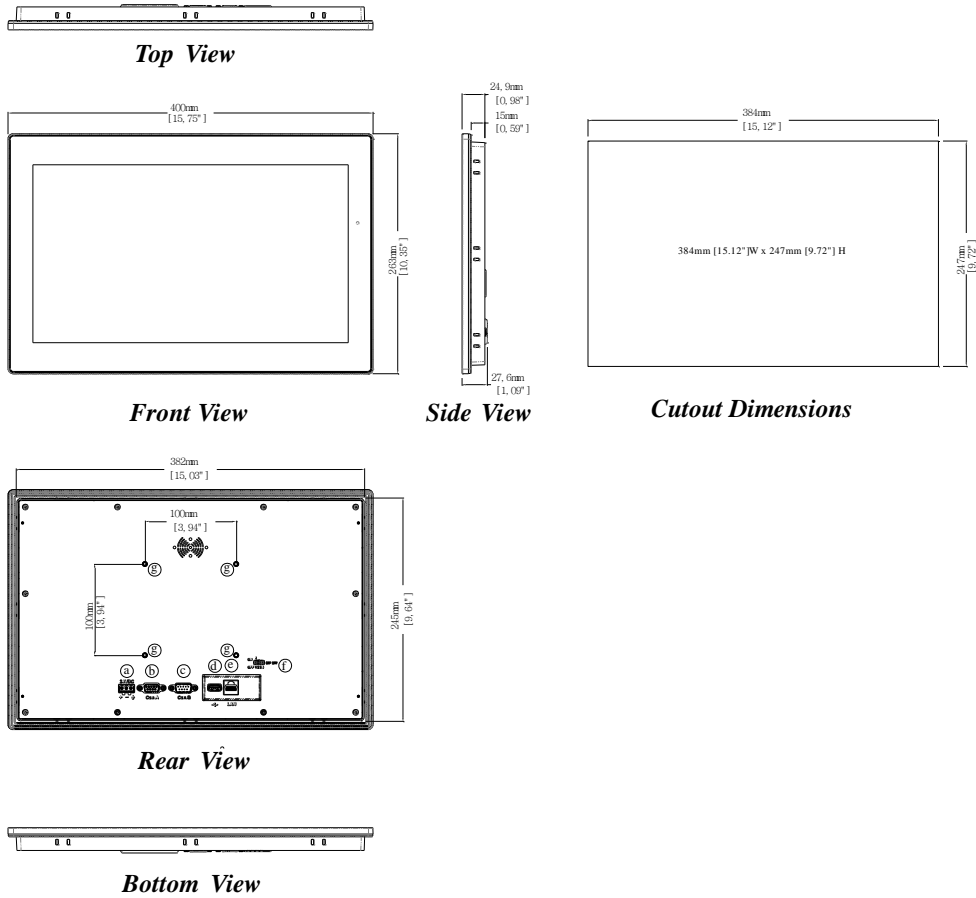 Top View
400mm
[15,75"]
263mm
[10,35"]
Front View
24,9mm
[0,98"]
15mm
[0,59"]
27,6mm
[1,09"]
Side View
384mm
[15,12"]
384mm [15.12"]W x 247mm [9.72"] H
247mm
[9,72"]
Cutout Dimensions
382mm
[15,03"]
100mm
[3,94"]
100mm
[3,94"]
245mm
[9,64"]
g
g
g
g
a
b
c
d
e
f
LAN
Rear View
Bottom View